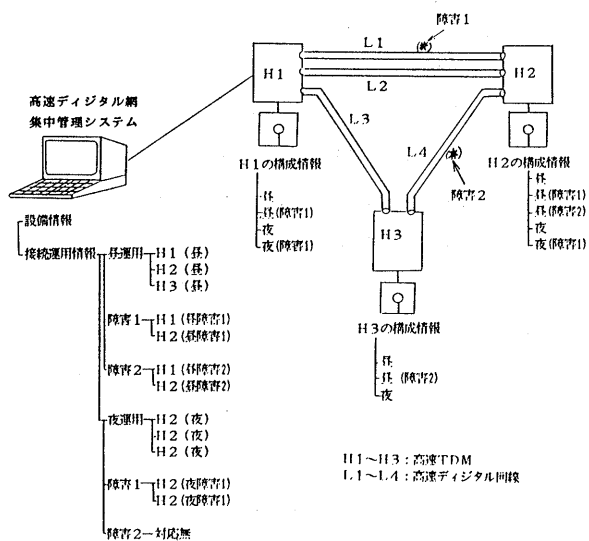 障害1
L1
(*)
H1
H2
L2
高速ディジタル網
集中管理システム
L3
L4
(*)
障害2
H1の構成情報
昼
昼(障害1)
夜
夜(障害1)
H2の構成情報
昼
昼(障害1)
昼(障害2)
夜
夜(障害1)
H3
H3の構成情報
昼
昼(障害2)
夜
設備情報
接続運用情報
昼運用
H1(昼)
H2(昼)
H3(昼)
障害1
H1(昼障害1)
H2(昼障害1)
障害2
H1(昼障害2)
H2(昼障害2)
夜運用
H2(夜)
H2(夜)
H2(夜)
障害1
H2(夜障害1)
H2(夜障害1)
障害2ー対応無
H1~H3:高速TDM
L1~L4:高速ディジタル回線